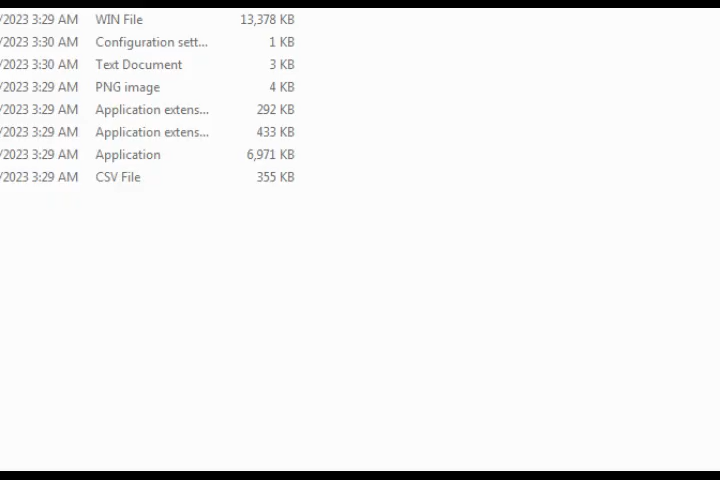 /2023 3:29 AM WIN File 13,378 KB
/2023 3:30 AM Configuration sett... 1 KB
/2023 3:30 AM Text Document 3 KB
/2023 3:29 AM PNG image 4 KB
/2023 3:29 AM Application extens... 292 KB
/2023 3:29 AM Application extens... 433 KB
/2023 3:29 AM Application 6,971 KB
/2023 3:29 AM CSV File 355 KB